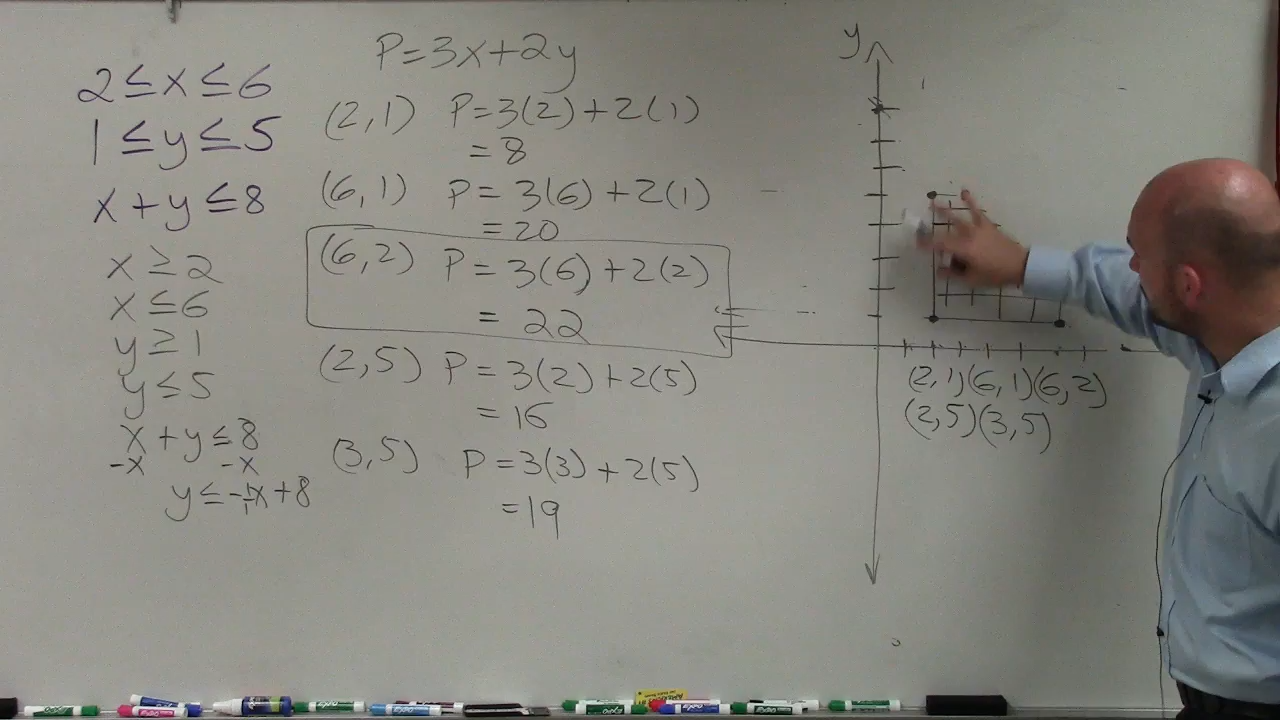 2 ≤ x ≤ 6
1 ≤ y ≤ 5
x + y ≤ 8
x ≥ 2
x ≤ 6
y ≥ 1
y ≤ 5
x + y ≤ 8
-x -x
y ≤ -1x + 8
P = 3x + 2y
(2,1) P = 3(2) + 2(1)
= 8
(6,1) P = 3(6) + 2(1)
= 20
(6,2) P = 3(6) + 2(2)
= 22
(2,5) P = 3(2) + 2(5)
= 16
(3,5) P = 3(3) + 2(5)
= 19
y
(2,1)(6,1)(6,2)
(2,5)(3,5)